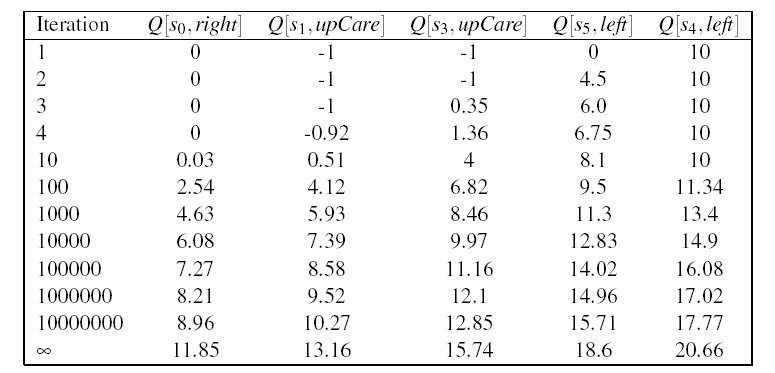 Iteration Q[s0, right] Q[s1, upCare] Q[s3, upCare] Q[s5, left] Q[s4, left]
1 0 -1 -1 0 10
2 0 -1 -1 4.5 10
3 0 -1 0.35 6.0 10
4 0 -0.92 1.36 6.75 10
10 0.03 0.51 4 8.1 10
100 2.54 4.12 6.82 9.5 11.34
1000 4.63 5.93 8.46 11.3 13.4
10000 6.08 7.39 9.97 12.83 14.9
100000 7.27 8.58 11.16 14.02 16.08
1000000 8.21 9.52 12.1 14.96 17.02
10000000 8.96 10.27 12.85 15.71 17.77
∞ 11.85 13.16 15.74 18.6 20.66